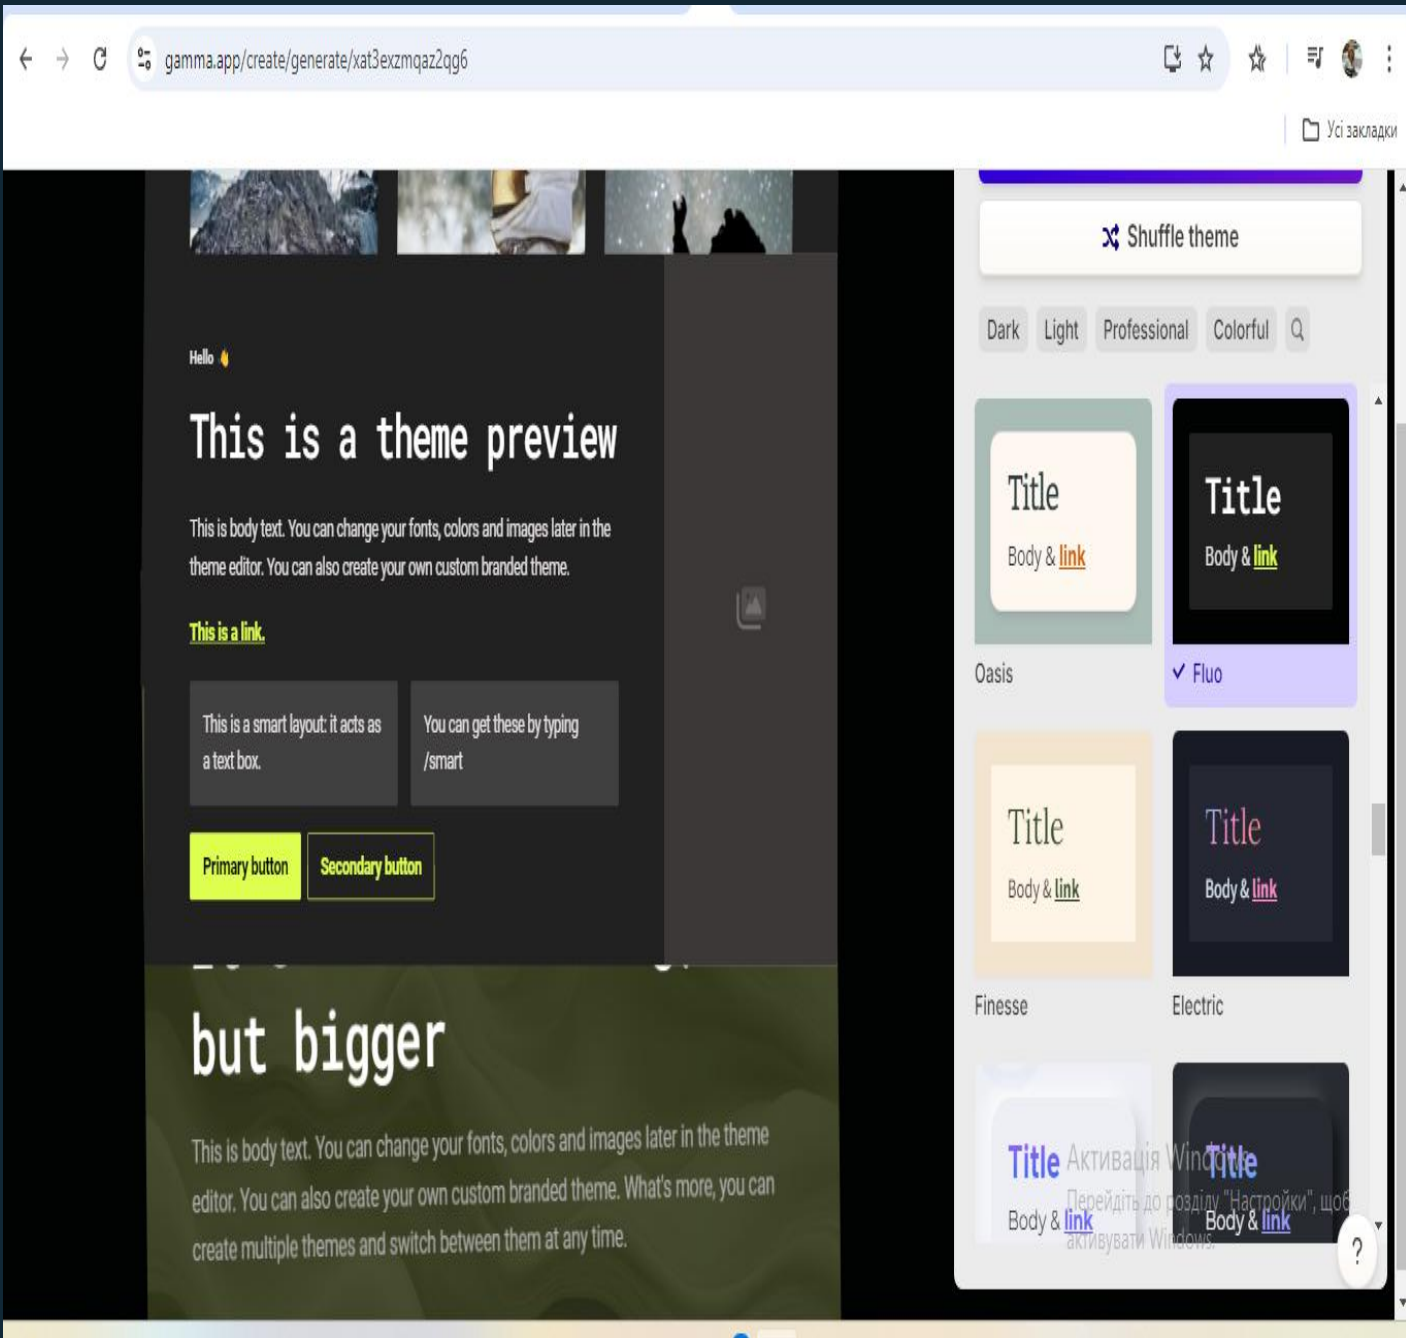 gamma.app/create/generate/xat3exzmqaz2qg6
Усі закладки
Hello
This is a theme preview
This is body text. You can change your fonts, colors and images later in the
theme editor. You can also create your own custom branded theme.
This is a link.
This is a smart layout: it acts as
a text box.
You can get these by typing
/smart
Primary button
Secondary button
but bigger
This is body text. You can change your fonts, colors and images later in the theme
editor. You can also create your own custom branded theme. What's more, you can
create multiple themes and switch between them at any time.
Shuffle theme
Dark
Light
Professional
Colorful
Title
Body & link
Oasis
Title
Body & link
Fluo
Title
Body & link
Finesse
Title
Body & link
Electric
Title
Body & link
Title
Body & link
Активація Windows
Перейдіть до розділу "Настройки", щоб
активувати Windows.
?